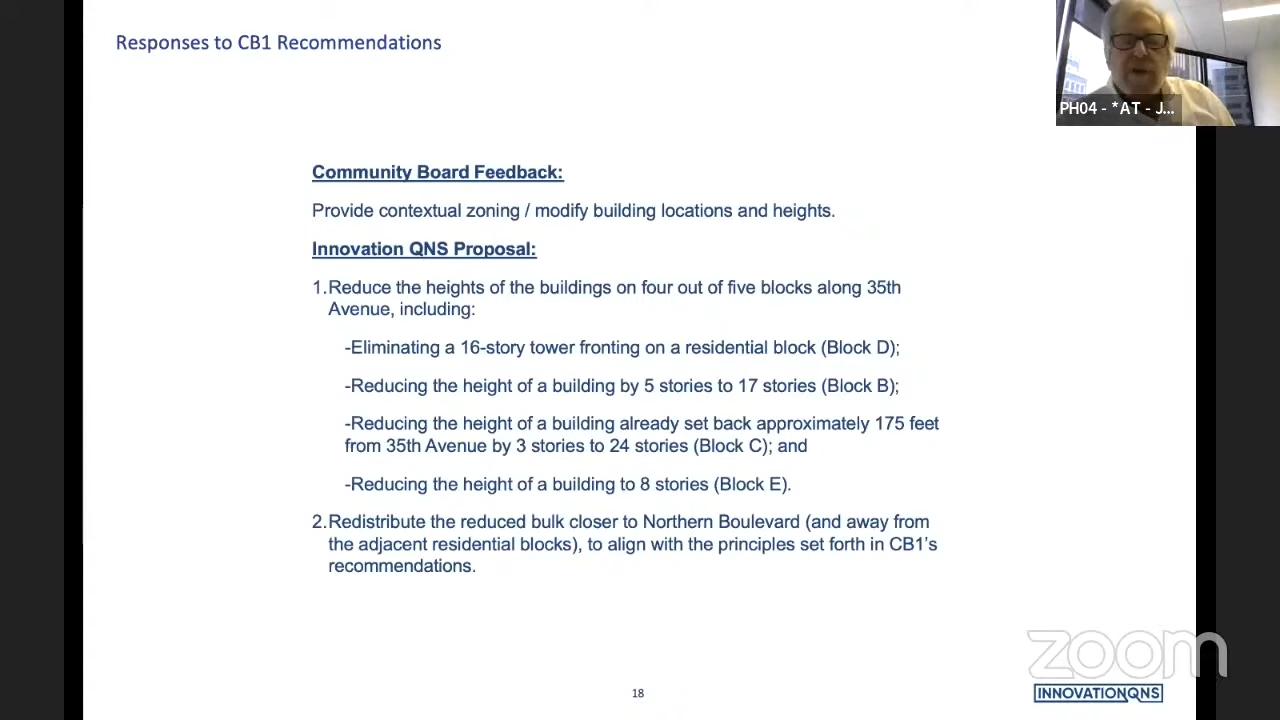 Responses to CB1 Recommendations
PH04 - *AT - J...
Community Board Feedback:
Provide contextual zoning / modify building locations and heights.
Innovation QNS Proposal:
1.Reduce the heights of the buildings on four out of five blocks along 35th
Avenue, including:
-Eliminating a 16-story tower fronting on a residential block (Block D);
-Reducing the height of a building by 5 stories to 17 stories (Block B);
-Reducing the height of a building already set back approximately 175 feet
from 35th Avenue by 3 stories to 24 stories (Block C); and
-Reducing the height of a building to 8 stories (Block E).
2.Redistribute the reduced bulk closer to Northern Boulevard (and away from
the adjacent residential blocks), to align with the principles set forth in CB1's
recommendations.
zoom
INNOVATIONQNS
18